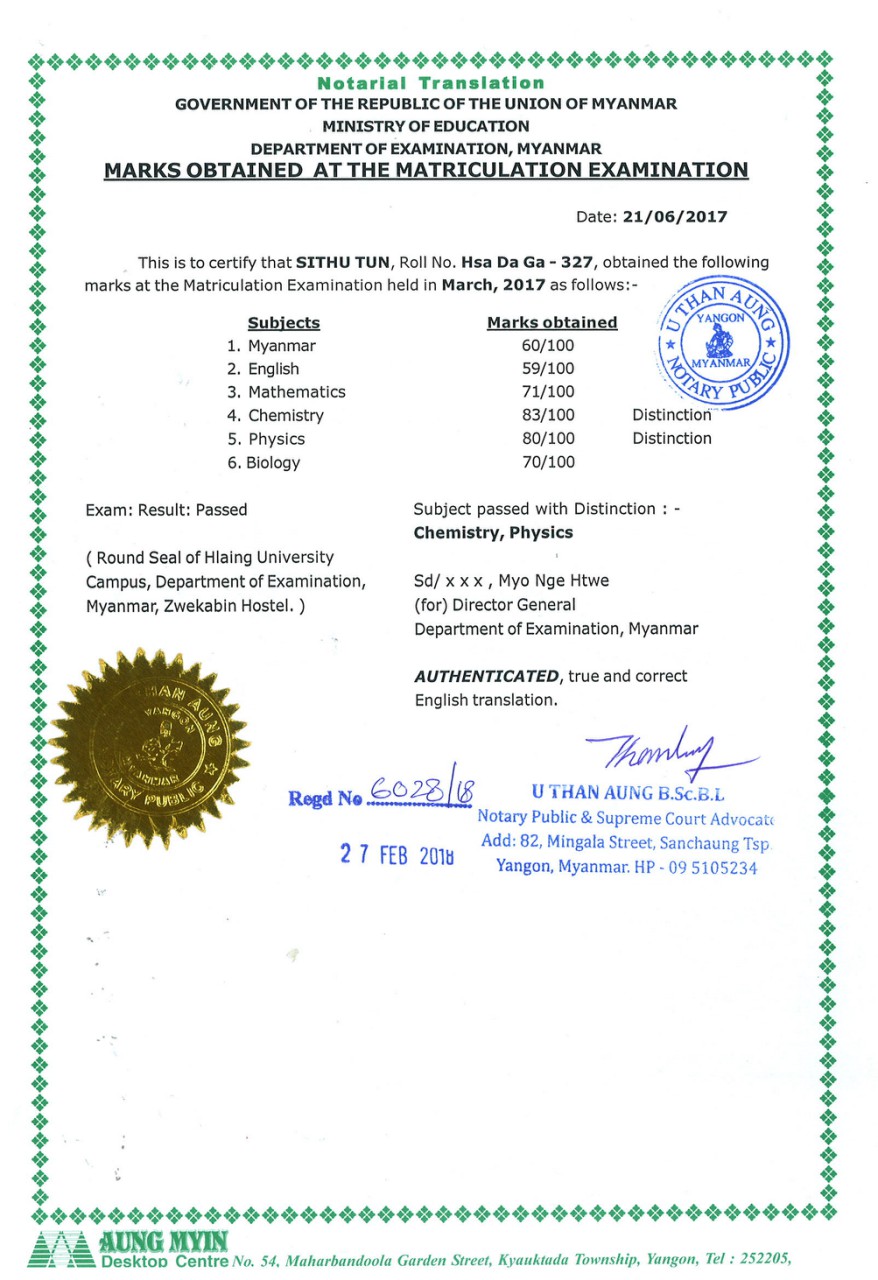 Notarial Translation
GOVERNMENT OF THE REPUBLIC OF THE UNION OF MYANMAR
MINISTRY OF EDUCATION
DEPARTMENT OF EXAMINATION, MYANMAR
MARKS OBTAINED AT THE MATRICULATION EXAMINATION
Date: 21/06/2017
This is to certify that SITHU TUN, Roll No. Hsa Da Ga - 327, obtained the following
marks at the Matriculation Examination held in March, 2017 as follows:-
U THAN AUNG
YANGON
MYANMAR
NOTARY PUBLIC
Subjects Marks obtained
1. Myanmar 60/100
2. English 59/100
3. Mathematics 71/100
4. Chemistry 83/100 Distinction
5. Physics 80/100 Distinction
6. Biology 70/100
Exam: Result: Passed
Subject passed with Distinction : -
Chemistry, Physics
( Round Seal of Hlaing University
Campus, Department of Examination,
Myanmar, Zwekabin Hostel. )
Sd/ x x x , Myo Nge Htwe
(for) Director General
Department of Examination, Myanmar
AUTHENTICATED, true and correct
English translation.
THAN AUNG
YANGON
MYANMAR
NOTARY PUBLIC
Regd No 6028/18
27 FEB 2018
U THAN AUNG B.Sc.B.L
Notary Public & Supreme Court Advocate
Add: 82, Mingala Street, Sanchaung Tsp.
Yangon, Myanmar. HP - 09 5105234
AUNG MYIN
Desktop Centre No. 54, Maharbandoola Garden Street, Kyauktada Township, Yangon, Tel : 252205,